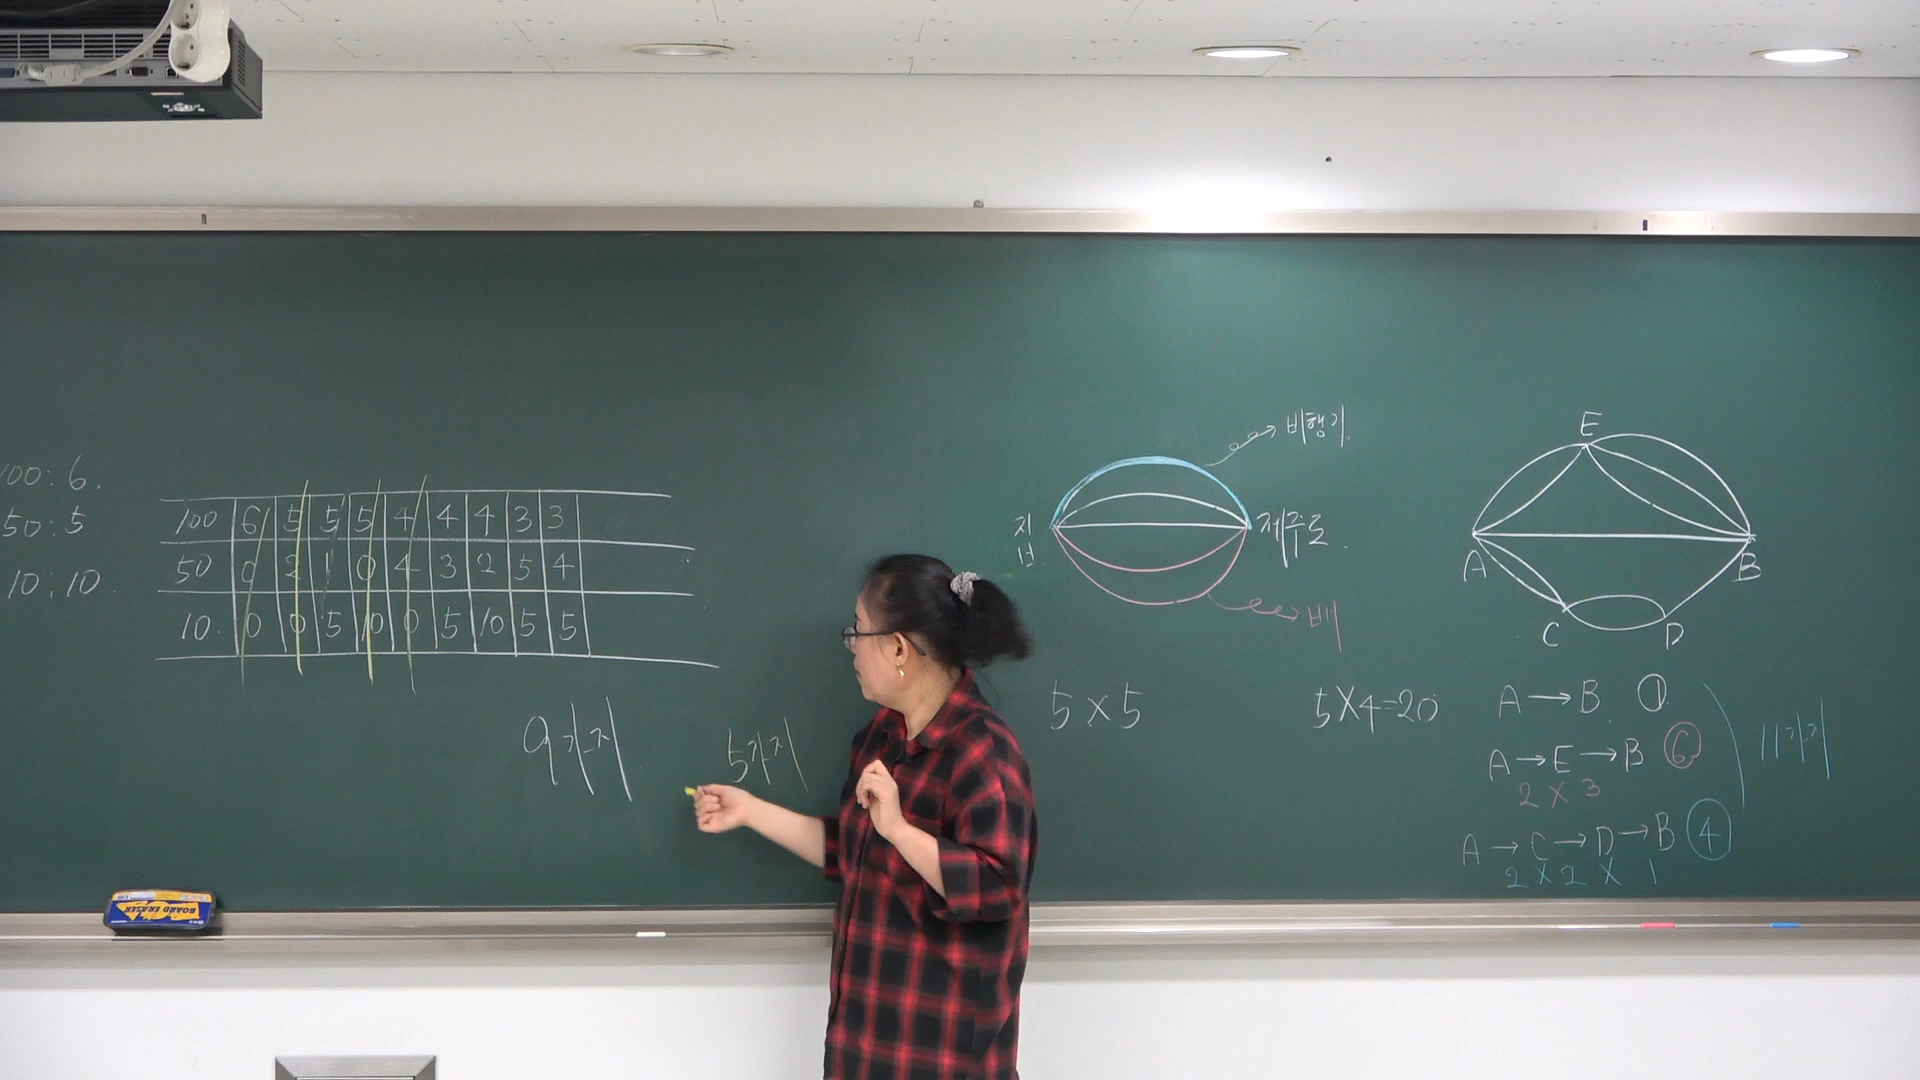 100: 6.
50: 5
10: 10.
100 6 5 5 5 4 4 4 3 3
50 0 2 1 0 4 3 2 5 4
10. 0 0 5 10 0 5 10 5 5
9가지
5가지
비행기.
제주도.
배
5×5
5×4=20
E
A
B
C
D
A→B ①
A→E→B ⑥
2×3
A→C→D→B ④
2×2×1
11가지
BOARD ERASER